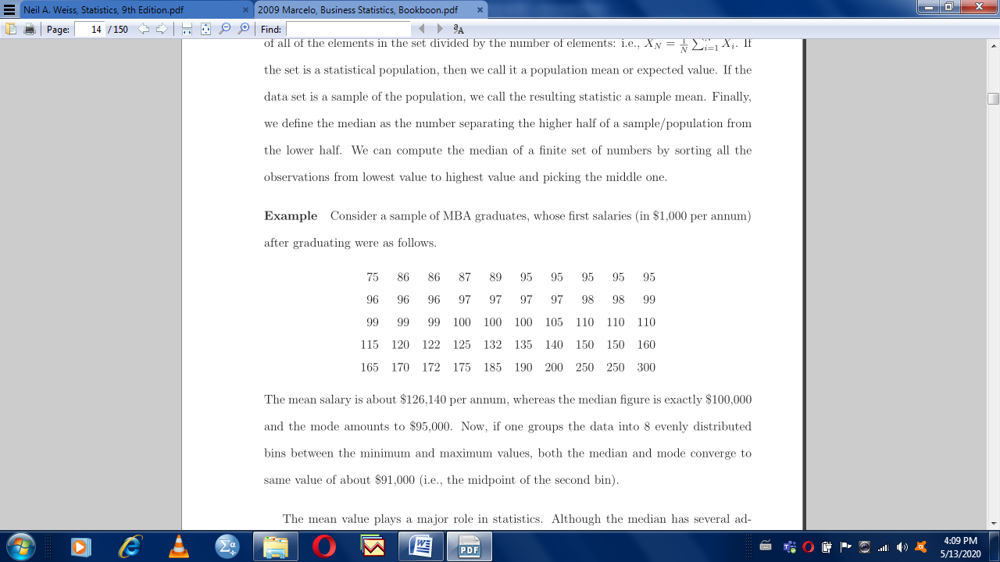 Neil A. Weiss, Statistics, 9th Edition.pdf × 2009 Marcelo, Business Statistics, Bookboon.pdf ×
Page: 14 / 150 Find:
of all of the elements in the set divided by the number of elements: i.e., X_N = 1/N ∑_{i=1} X_i. If
the set is a statistical population, then we call it a population mean or expected value. If the
data set is a sample of the population, we call the resulting statistic a sample mean. Finally,
we define the median as the number separating the higher half of a sample/population from
the lower half. We can compute the median of a finite set of numbers by sorting all the
observations from lowest value to highest value and picking the middle one.
Example Consider a sample of MBA graduates, whose first salaries (in $1,000 per annum)
after graduating were as follows.
75 86 86 87 89 95 95 95 95 95
96 96 96 97 97 97 97 98 98 99
99 99 99 100 100 100 105 110 110 110
115 120 122 125 132 135 140 150 150 160
165 170 172 175 185 190 200 250 250 300
The mean salary is about $126,140 per annum, whereas the median figure is exactly $100,000
and the mode amounts to $95,000. Now, if one groups the data into 8 evenly distributed
bins between the minimum and maximum values, both the median and mode converge to
same value of about $91,000 (i.e., the midpoint of the second bin).
The mean value plays a major role in statistics. Although the median has several ad-
Σα
W
PDF
4:09 PM
5/13/2020